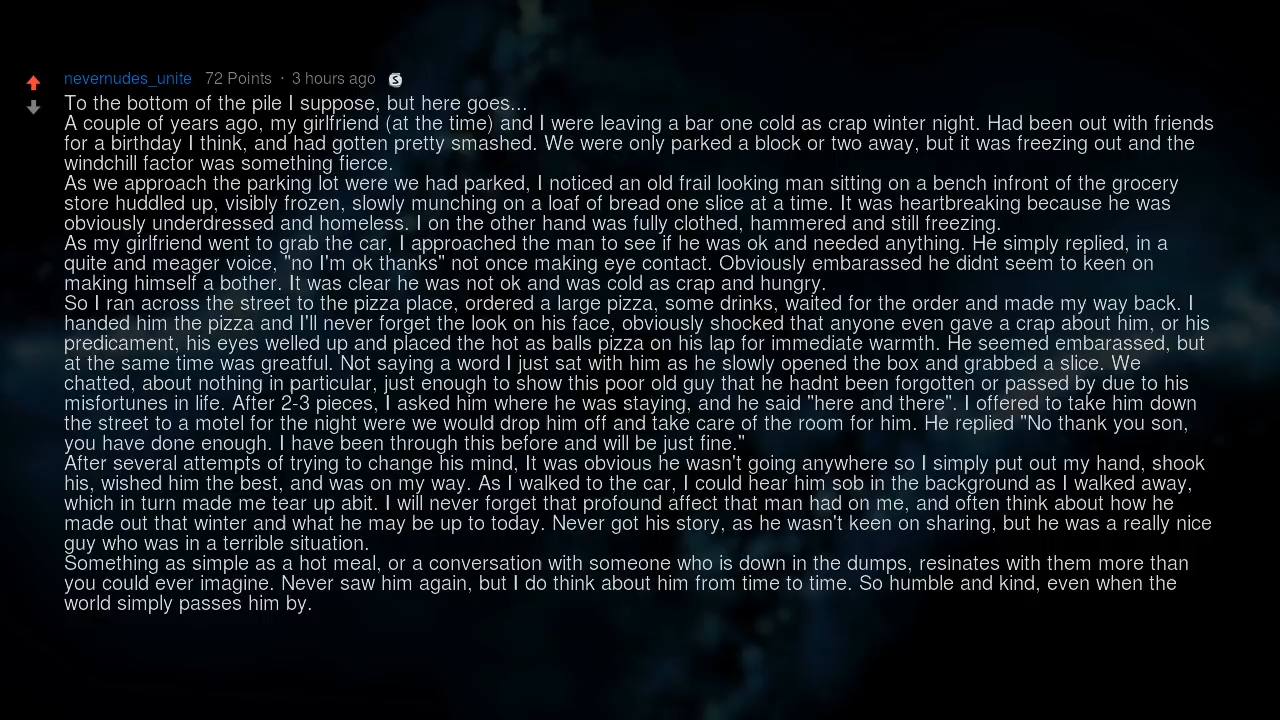 nevernudes_unite 72 Points · 3 hours ago S
To the bottom of the pile I suppose, but here goes...
A couple of years ago, my girlfriend (at the time) and I were leaving a bar one cold as crap winter night. Had been out with friends
for a birthday I think, and had gotten pretty smashed. We were only parked a block or two away, but it was freezing out and the
windchill factor was something fierce.
As we approach the parking lot were we had parked, I noticed an old frail looking man sitting on a bench infront of the grocery
store huddled up, visibly frozen, slowly munching on a loaf of bread one slice at a time. It was heartbreaking because he was
obviously underdressed and homeless. I on the other hand was fully clothed, hammered and still freezing.
As my girlfriend went to grab the car, I approached the man to see if he was ok and needed anything. He simply replied, in a
quite and meager voice, "no I'm ok thanks" not once making eye contact. Obviously embarassed he didnt seem to keen on
making himself a bother. It was clear he was not ok and was cold as crap and hungry.
So I ran across the street to the pizza place, ordered a large pizza, some drinks, waited for the order and made my way back. I
handed him the pizza and I'll never forget the look on his face, obviously shocked that anyone even gave a crap about him, or his
predicament, his eyes welled up and placed the hot as balls pizza on his lap for immediate warmth. He seemed embarassed, but
at the same time was greatful. Not saying a word I just sat with him as he slowly opened the box and grabbed a slice. We
chatted, about nothing in particular, just enough to show this poor old guy that he hadnt been forgotten or passed by due to his
misfortunes in life. After 2-3 pieces, I asked him where he was staying, and he said "here and there". I offered to take him down
the street to a motel for the night were we would drop him off and take care of the room for him. He replied "No thank you son,
you have done enough. I have been through this before and will be just fine."
After several attempts of trying to change his mind, It was obvious he wasn't going anywhere so I simply put out my hand, shook
his, wished him the best, and was on my way. As I walked to the car, I could hear him sob in the background as I walked away,
which in turn made me tear up abit. I will never forget that profound affect that man had on me, and often think about how he
made out that winter and what he may be up to today. Never got his story, as he wasn't keen on sharing, but he was a really nice
guy who was in a terrible situation.
Something as simple as a hot meal, or a conversation with someone who is down in the dumps, resinates with them more than
you could ever imagine. Never saw him again, but I do think about him from time to time. So humble and kind, even when the
world simply passes him by.